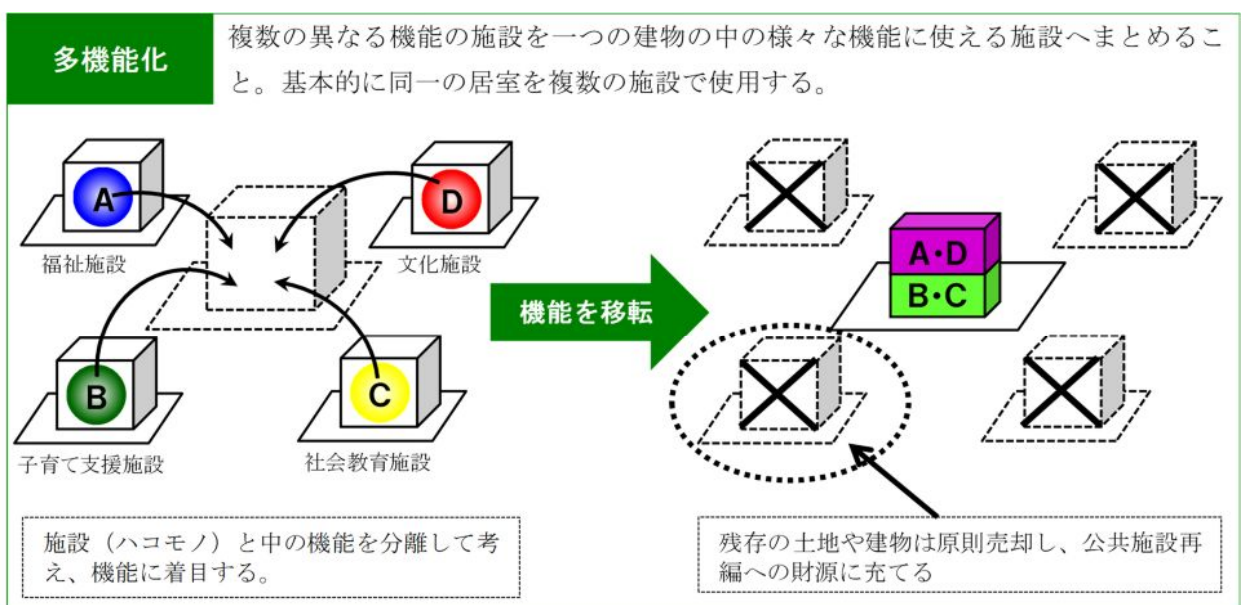 多機能化
複数の異なる機能の施設を一つの建物の中の様々な機能に使える施設へまとめるこ
と。基本的に同一の居室を複数の施設で使用する。
A
福祉施設
D
文化施設
B
子育て支援施設
C
社会教育施設
機能を移転
A・D
B・C
施設（ハコモノ）と中の機能を分離して考
え、機能に着目する。
残存の土地や建物は原則売却し、公共施設再
編への財源に充てる